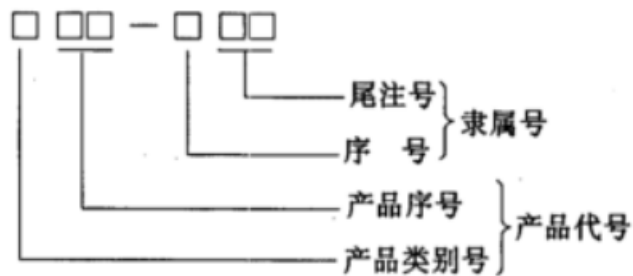 □ □□ — □ □□
尾注号
隶属号
序 号
产品序号
产品代号
产品类别号